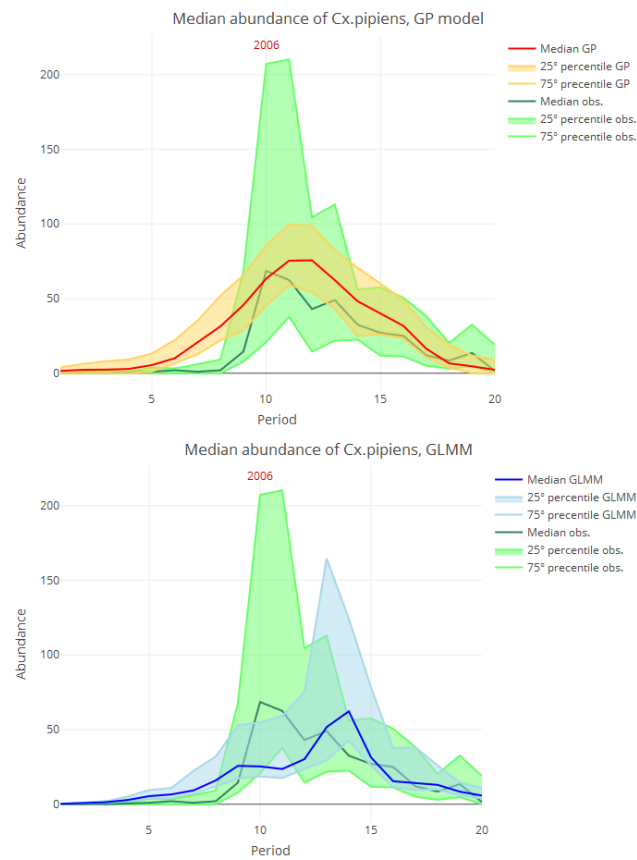 Median abundance of Cx.pipiens, GP model
2006
Median GP
25° percentile GP
75° percentile GP
Median obs.
25° percentile obs.
75° precentile obs.
200
150
100
50
0
Abundance
5
10
15
20
Period
Median abundance of Cx.pipiens, GLMM
2006
Median GLMM
25° percentile GLMM
75° precentile GLMM
Median obs.
25° percentile obs.
75° precentile obs.
200
150
100
50
0
Abundance
5
10
15
20
Period